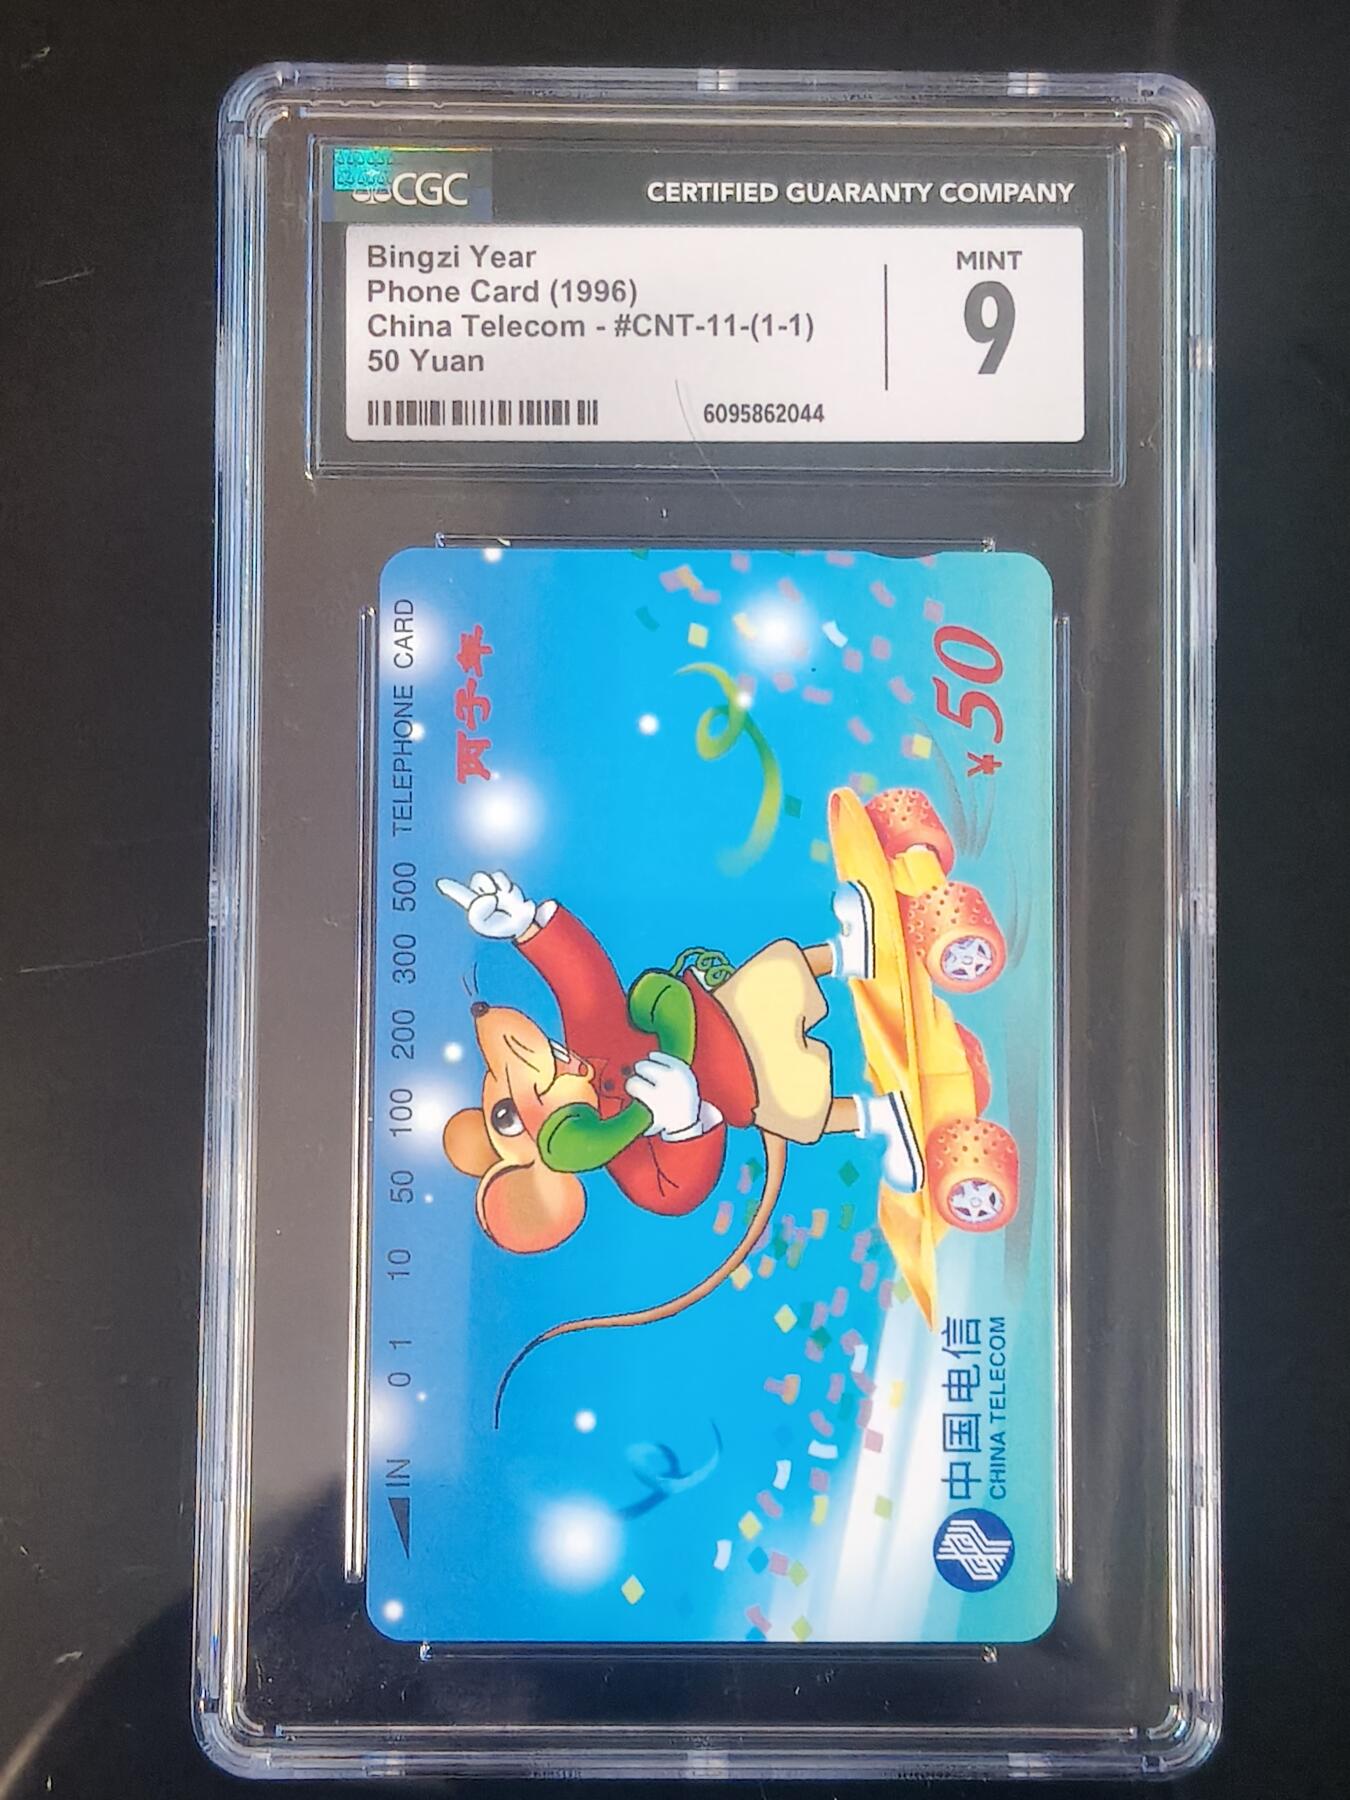 CGC
CERTIFIED GUARANTY COMPANY
Bingzi Year
Phone Card (1996)
China Telecom - #CNT-11-(1-1)
50 Yuan
MINT
9
6095862044
IN 0 1 10 50 100 200 300 500 TELEPHONE CARD
丙子年
¥50
中国电信
CHINA TELECOM